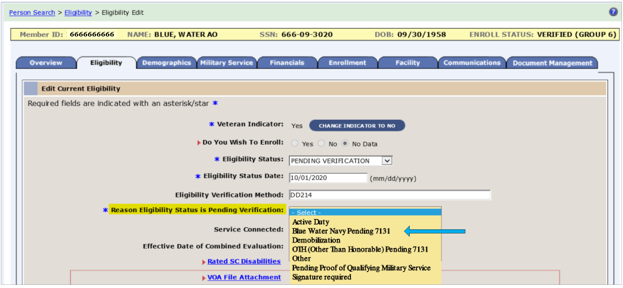 Person Search > Eligibility > Eligibility Edit
Member ID: 6666666666 NAME: BLUE, WATER AO SSN: 666-09-3020 DOB: 09/30/1958 ENROLL STATUS: VERIFIED (GROUP 6)
Overview Eligibility Demographics Military Service Financials Enrollment Facility Communications Document Management
Edit Current Eligibility
Required fields are indicated with an asterisk/star *
* Veteran Indicator: Yes CHANGE INDICATOR TO NO
Do You Wish To Enroll: Yes No No Data
* Eligibility Status: PENDING VERIFICATION
* Eligibility Status Date: 10/01/2020 (mm/dd/yyyy)
Eligibility Verification Method: DD214
* Reason Eligibility Status is Pending Verification: - Select -
Active Duty
Service Connected: Blue Water Navy Pending 7131
Demobilization
Effective Date of Combined Evaluation: OTH (Other Than Honorable) Pending 7131
Rated SC Disabilities Other
Pending Proof of Qualifying Military Service
VOA File Attachment Signature required